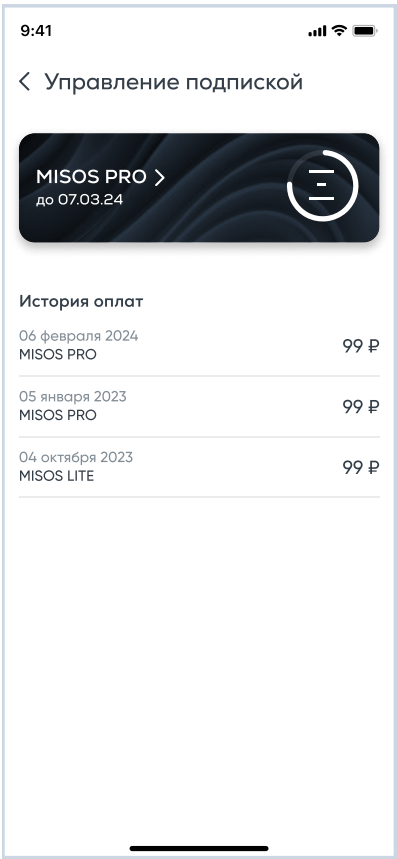 9:41
Управление подпиской
MISOS PRO
до 07.03.24
История оплат
06 февраля 2024
MISOS PRO
99 ₽
05 января 2023
MISOS PRO
99 ₽
04 октября 2023
MISOS LITE
99 ₽